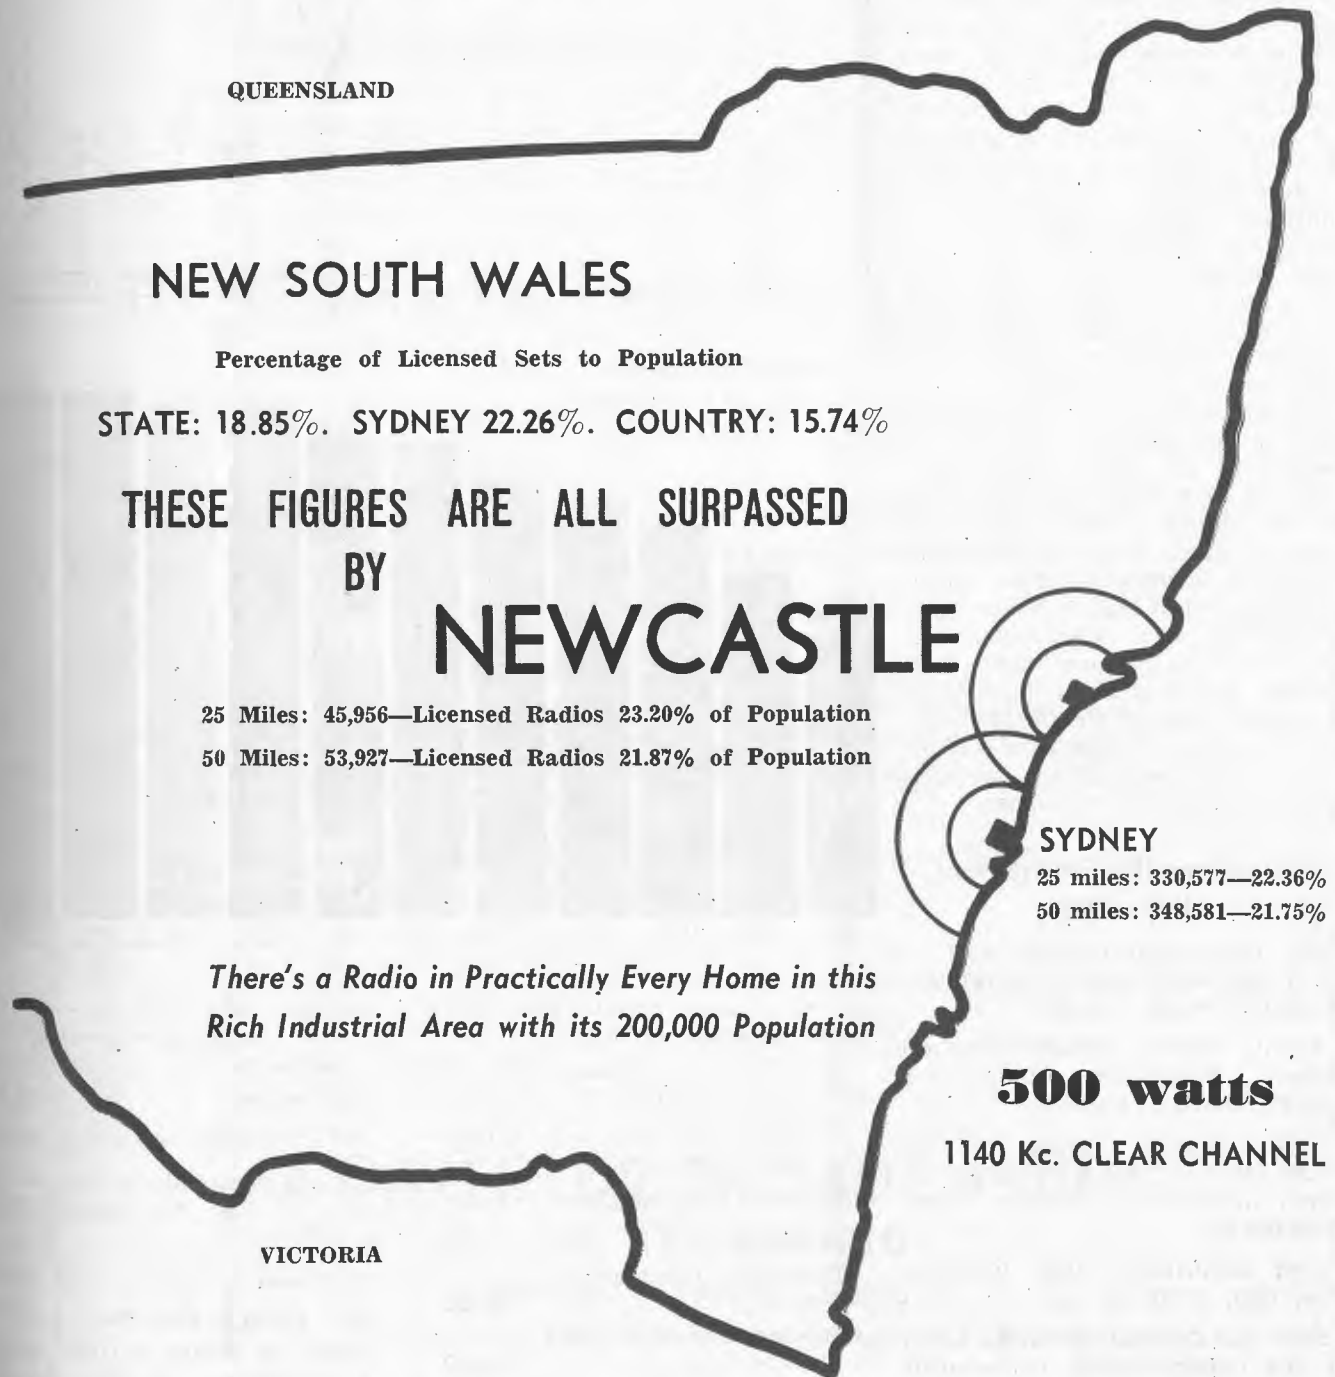 QUEENSLAND
NEW SOUTH WALES
Percentage of Licensed Sets to Population
STATE: 18.85%. SYDNEY 22.26%. COUNTRY: 15.74%
THESE FIGURES ARE ALL SURPASSED
BY
NEWCASTLE
25 Miles: 45,956—Licensed Radios 23.20% of Population
50 Miles: 53,927—Licensed Radios 21.87% of Population
SYDNEY
25 miles: 330,577—22.36%
50 miles: 348,581—21.75%
There's a Radio in Practically Every Home in this
Rich Industrial Area with its 200,000 Population
500 watts
1140 Kc. CLEAR CHANNEL
VICTORIA